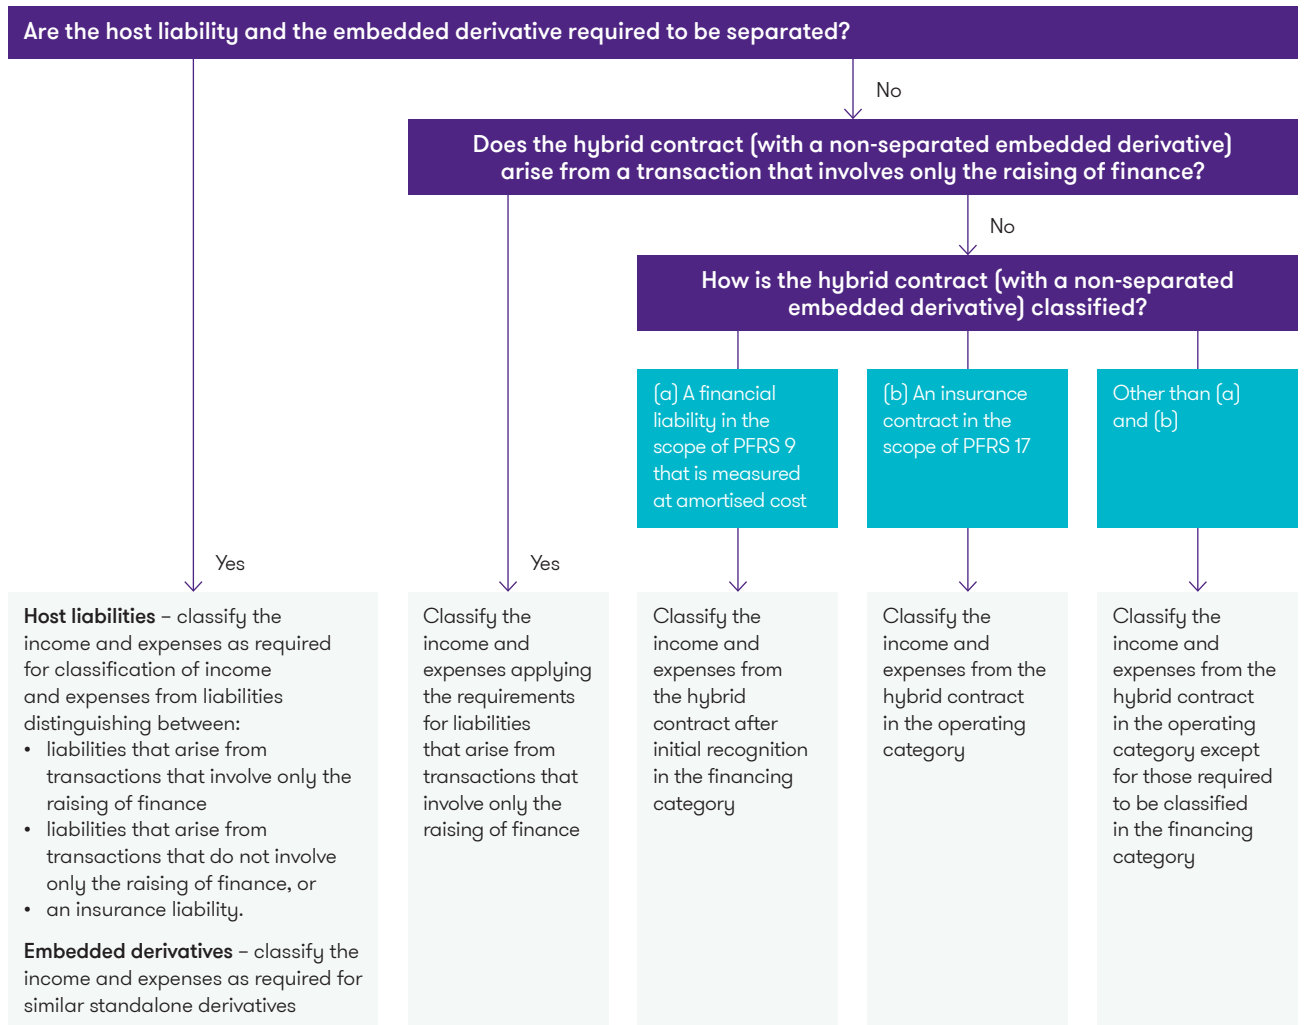 Are the host liability and the embedded derivative required to be separated?
No
Does the hybrid contract (with a non-separated embedded derivative)
arise from a transaction that involves only the raising of finance?
No
How is the hybrid contract (with a non-separated
embedded derivative) classified?
(a) A financial
liability in the
scope of PFRS 9
that is measured
at amortised cost
(b) An insurance
contract in the
scope of PFRS 17
Other than (a)
and (b)
Yes
Yes
Host liabilities – classify the
income and expenses as required
for classification of income
and expenses from liabilities
distinguishing between:
• liabilities that arise from
transactions that involve only the
raising of finance
• liabilities that arise from
transactions that do not involve
only the raising of finance, or
• an insurance liability.
Embedded derivatives – classify the
income and expenses as required for
similar standalone derivatives
Classify the
income and
expenses applying
the requirements
for liabilities
that arise from
transactions that
involve only the
raising of finance
Classify the
income and
expenses from
the hybrid
contract after
initial recognition
in the financing
category
Classify the
income and
expenses from the
hybrid contract
in the operating
category
Classify the
income and
expenses from the
hybrid contract
in the operating
category except
for those required
to be classified
in the financing
category